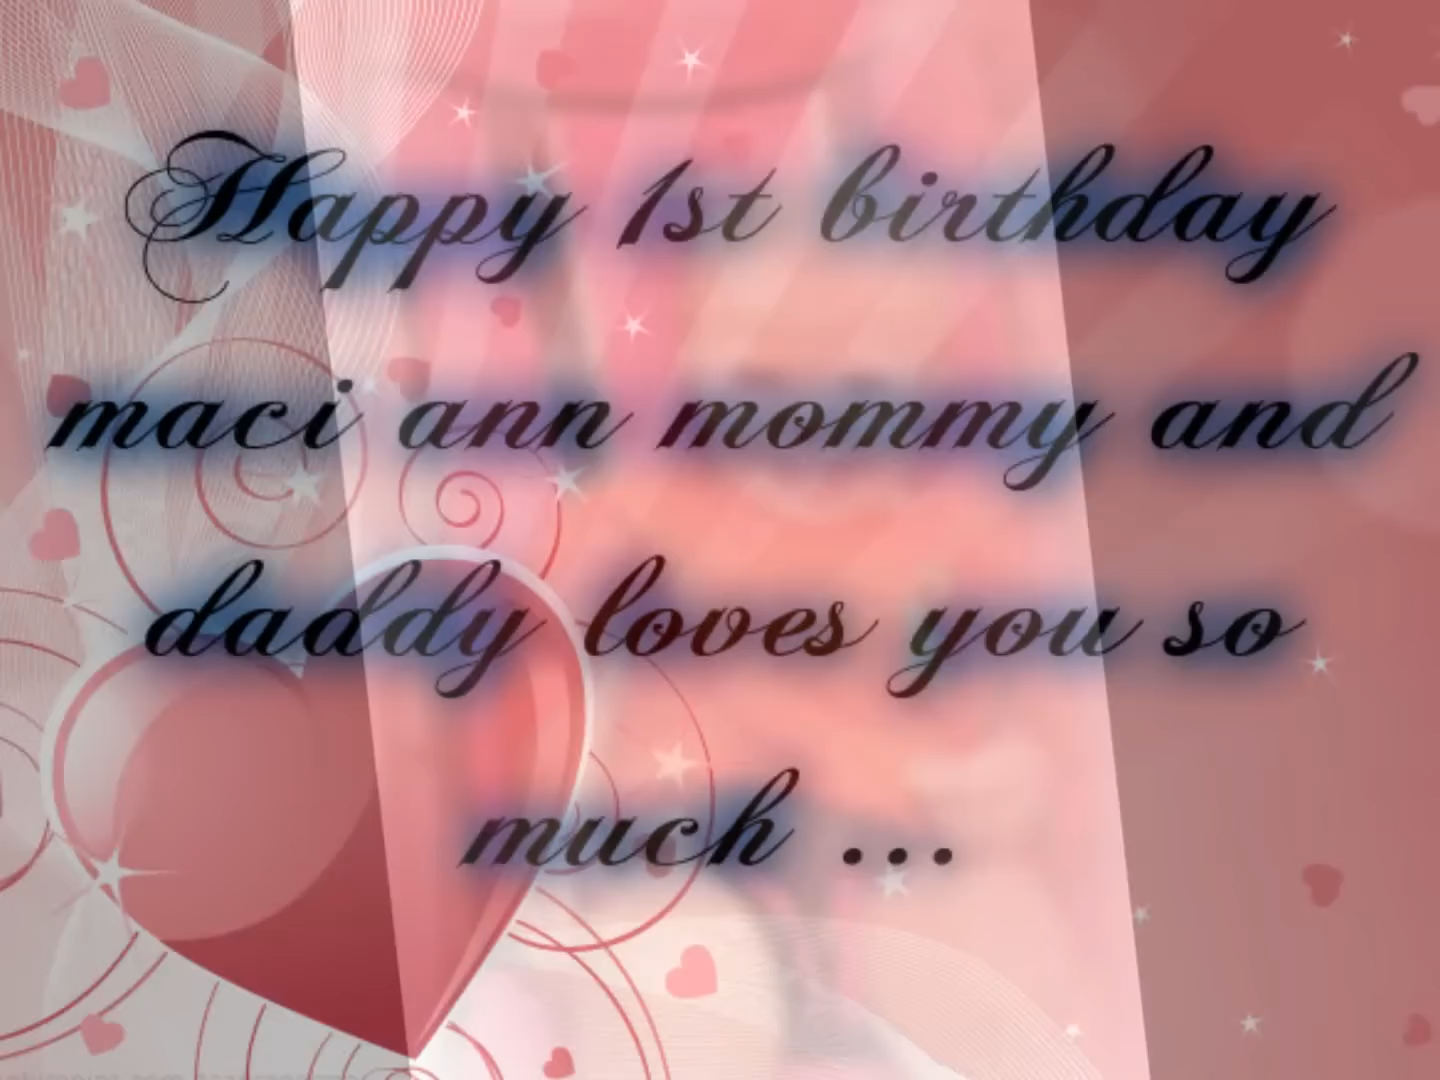 Happy 1st birthday
maci ann mommy and
daddy loves you so
much ...